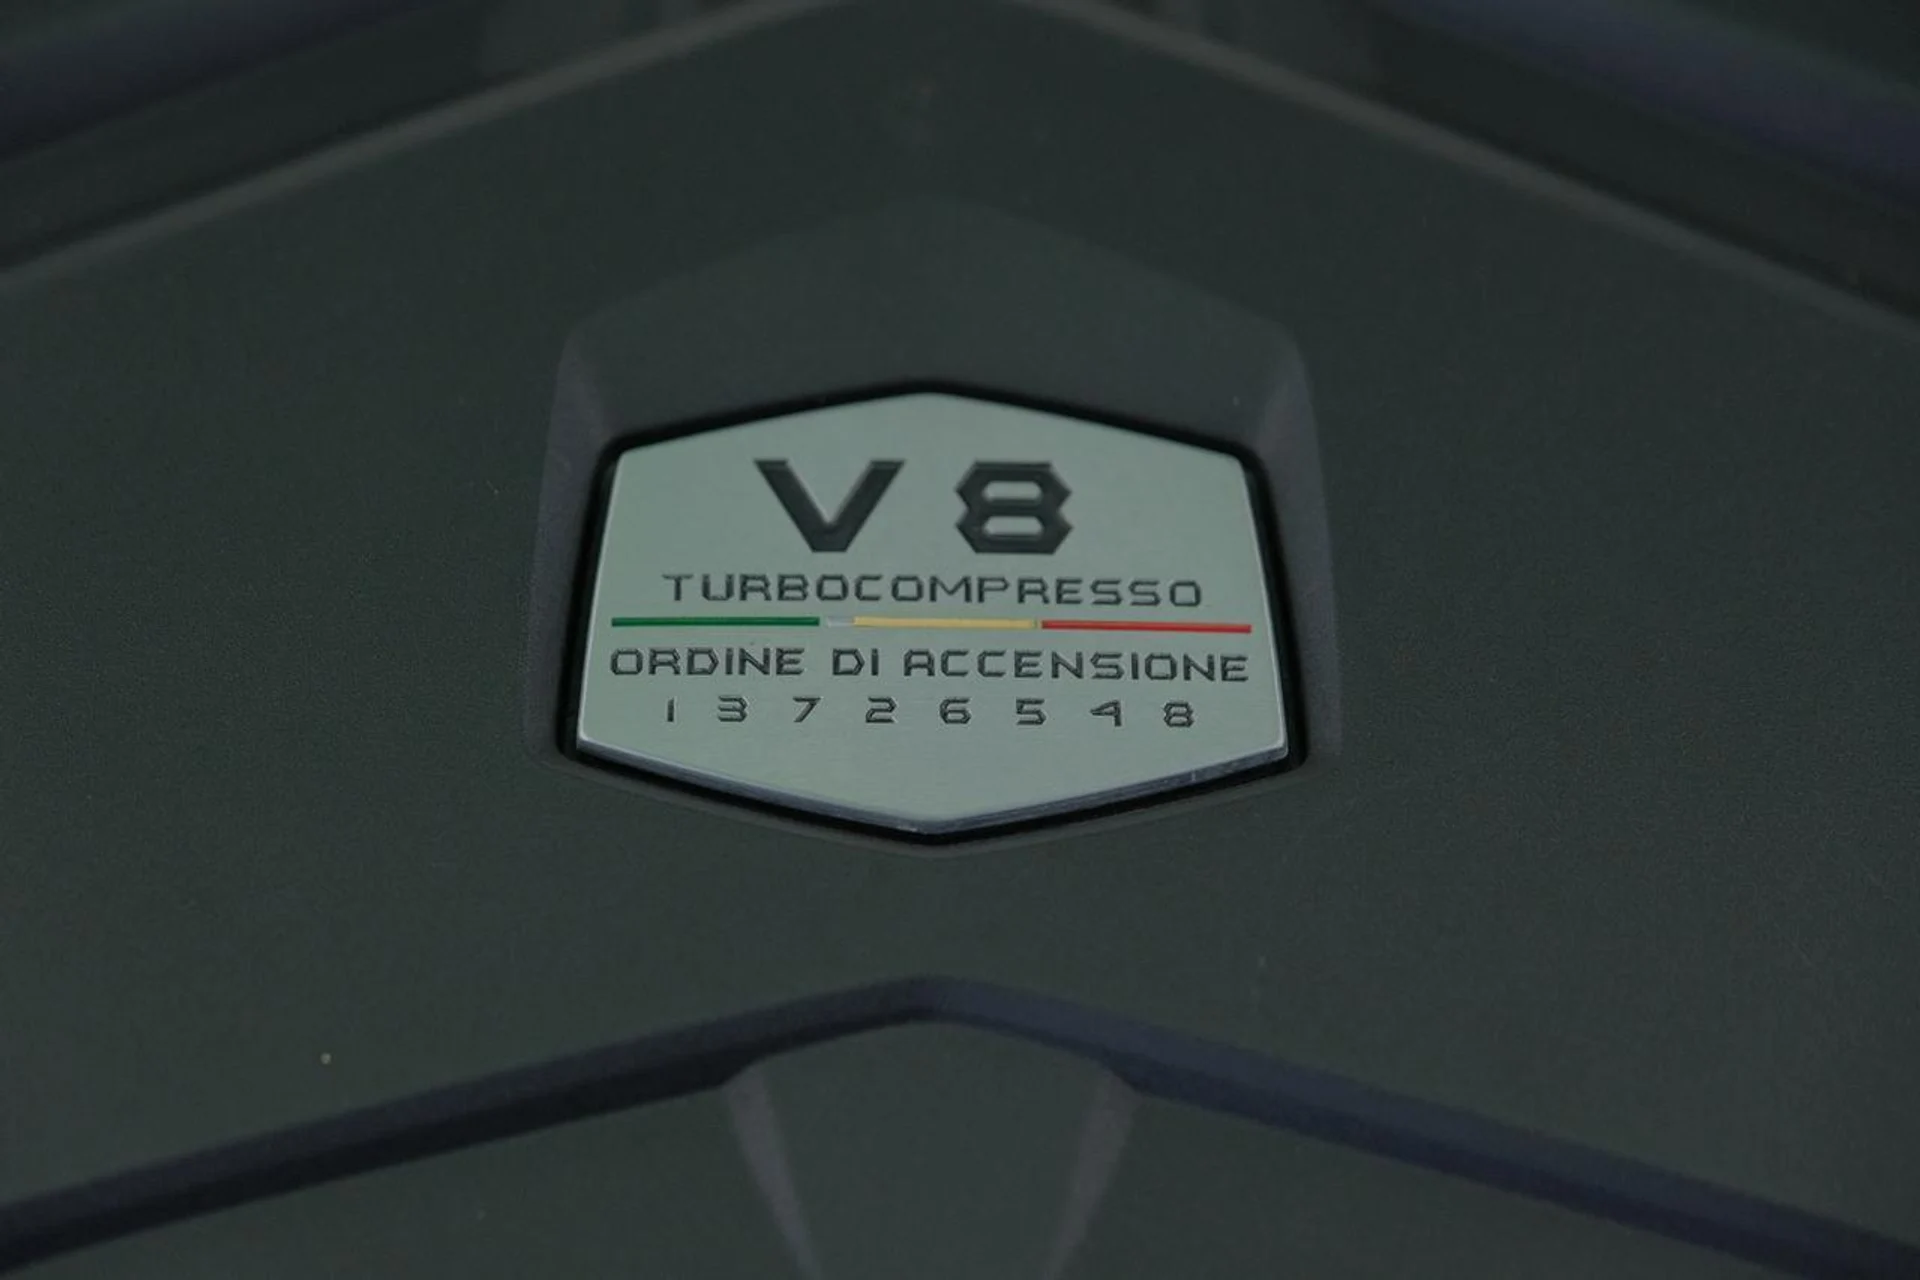 V8
TURBOCOMPRESSO
ORDINE DI ACCENSIONE
1 3 7 2 6 5 4 8